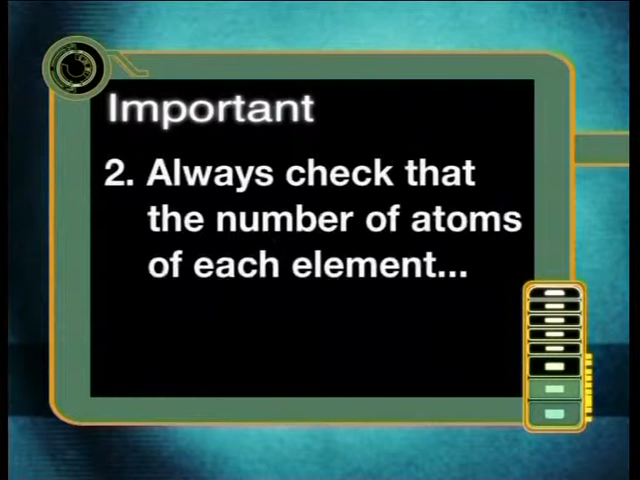 Important
2. Always check that
the number of atoms
of each element...